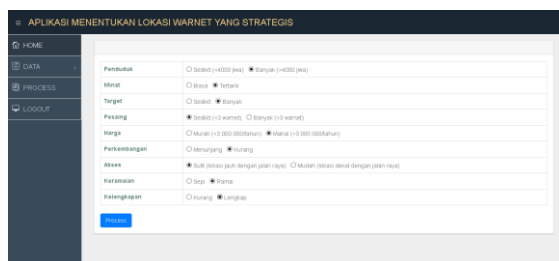 ≡ APLIKASI MENENTUKAN LOKASI WARNET YANG STRATEGIS
HOME
DATA
PROCESS
LOGOUT
Penduduk Sedikit (<4000 jiwa) Banyak (>4000 jiwa)
Minat Biasa Tertarik
Target Sedikit Banyak
Pesaing Sedikit (<3 warnet) Banyak (>3 warnet)
Harga Murah (<3.000.000/tahun) Mahal (>3.000.000/tahun)
Perkembangan Menunjang Kurang
Akses Sulit (lokasi jauh dengan jalan raya) Mudah (lokasi dekat dengan jalan raya)
Keramaian Sepi Ramai
Kelengkapan Kurang Lengkap
Process